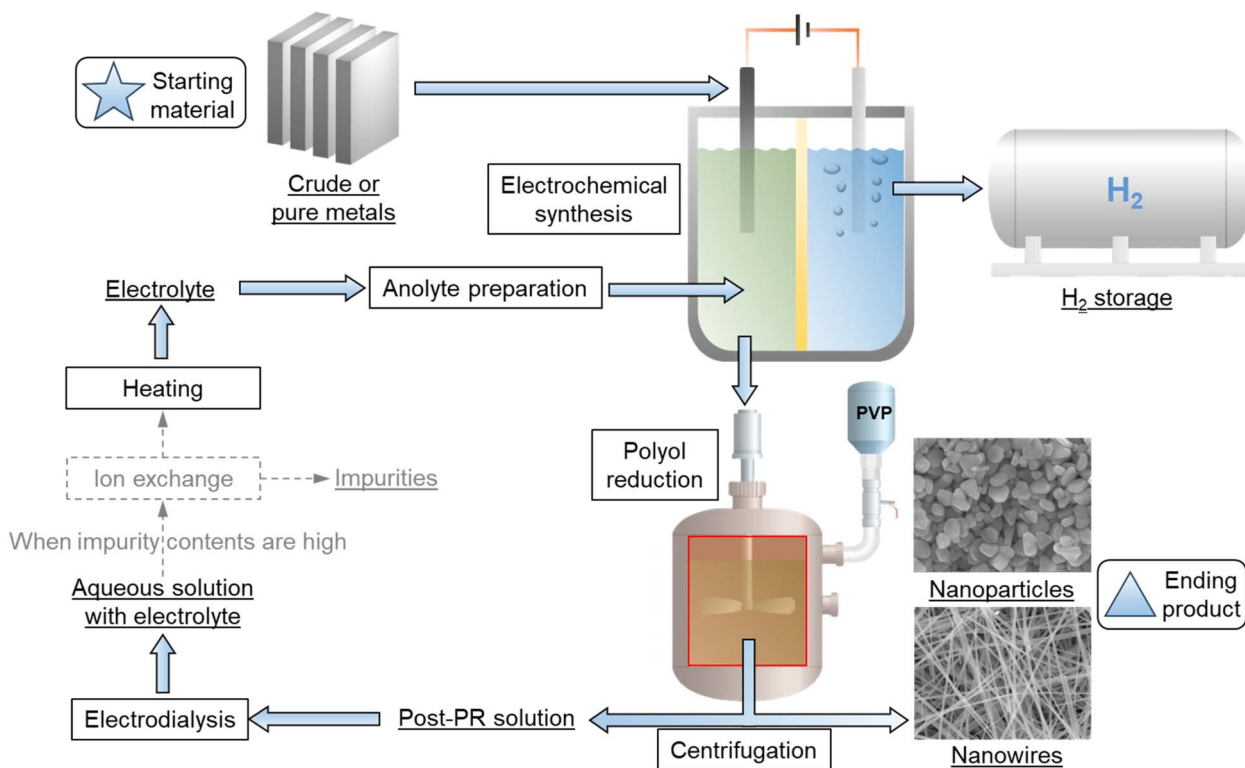 Starting
material
Crude or
pure metals
Electrochemical
synthesis
H₂
H₂ storage
Electrolyte
Anolyte preparation
Heating
Polyol
reduction
PVP
Ion exchange
Impurities
When impurity contents are high
Aqueous solution
with electrolyte
Nanoparticles
Ending
product
Electrodialysis
Post-PR solution
Centrifugation
Nanowires